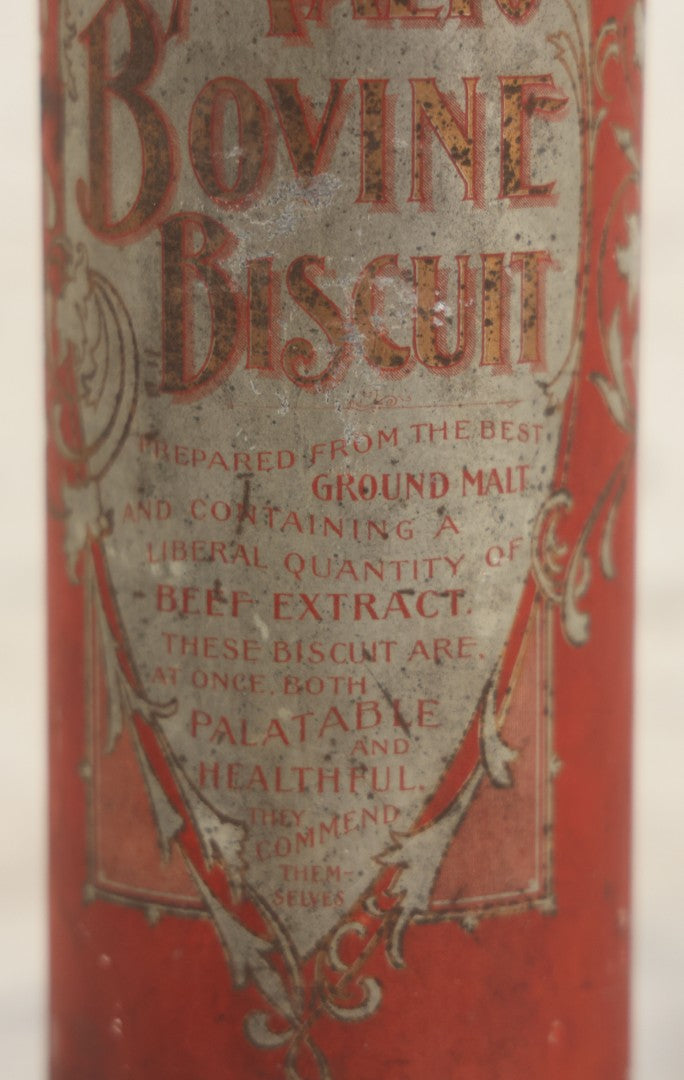 BOVINE
BISCUIT
PREPARED FROM THE BEST
GROUND MALT
AND CONTAINING A
LIBERAL QUANTITY OF
BEEF EXTRACT.
THESE BISCUIT ARE,
AT ONCE, BOTH
PALATABLE
AND
HEALTHFUL.
THEY
COMMEND
THEM-
SELVES